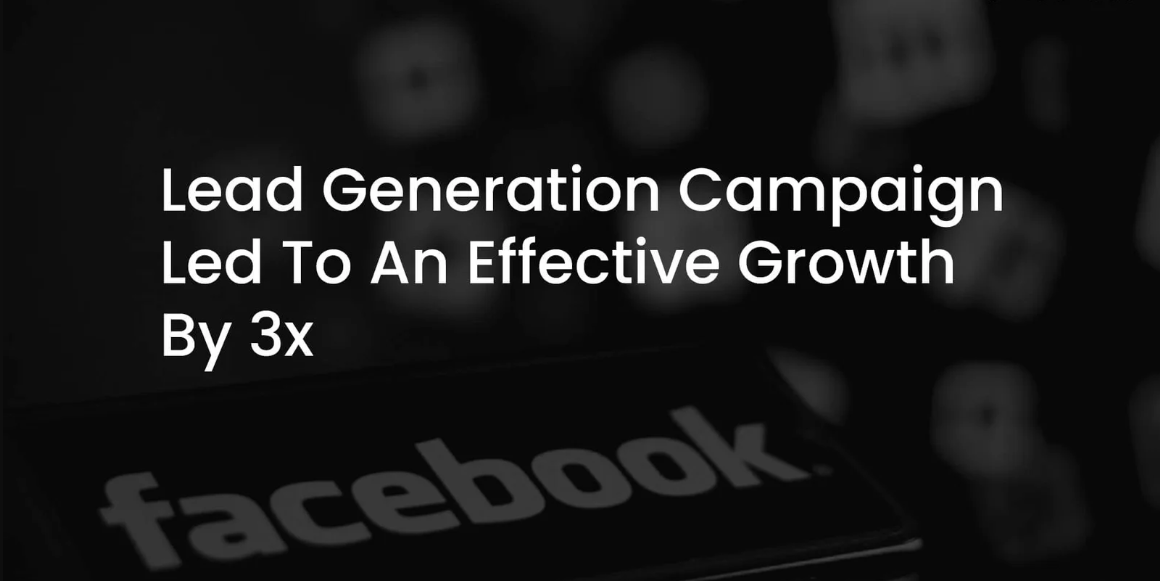 Lead Generation Campaign
Led To An Effective Growth
By 3x
facebook.